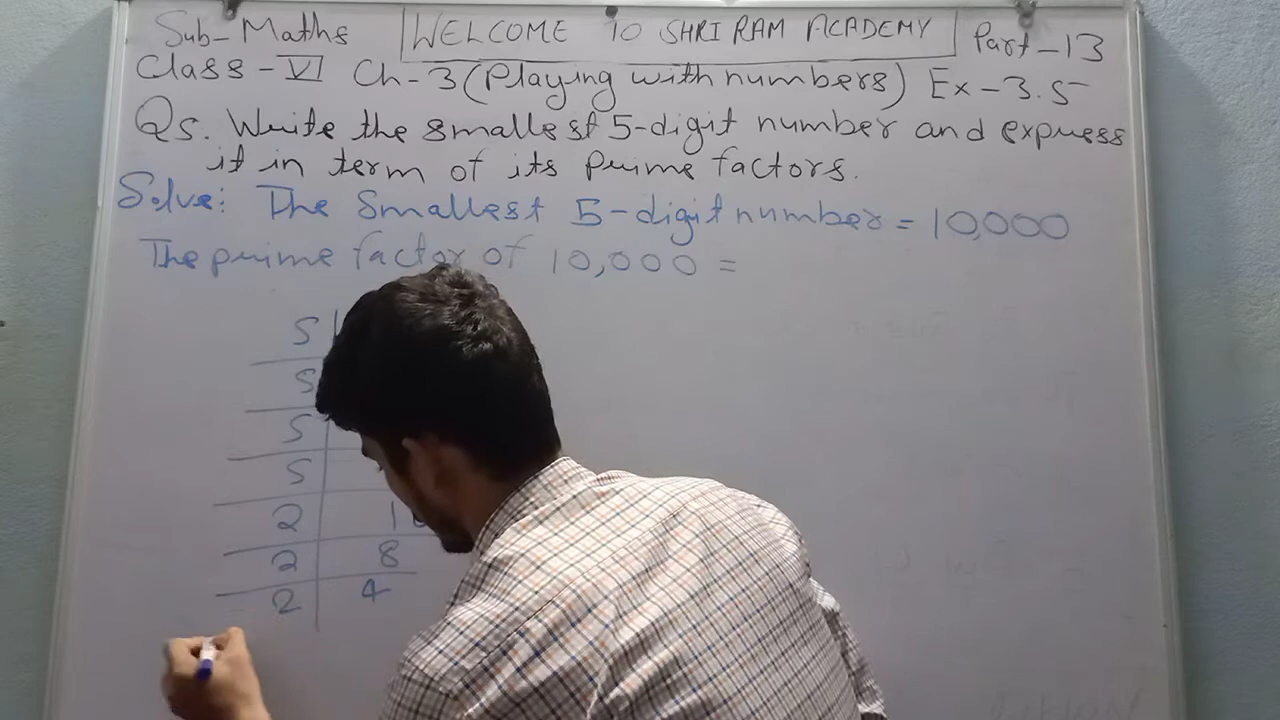 Sub-Maths WELCOME TO SHRI RAM ACADEMY Part-13
Class-VI Ch-3 (Playing with numbers) Ex-3.5
Q5. Write the smallest 5-digit number and express
it in term of its prime factors.
Solve: The Smallest 5-digit number = 10,000
The prime factor of 10,000 =
5
5
5
5
2
2 8
2 4